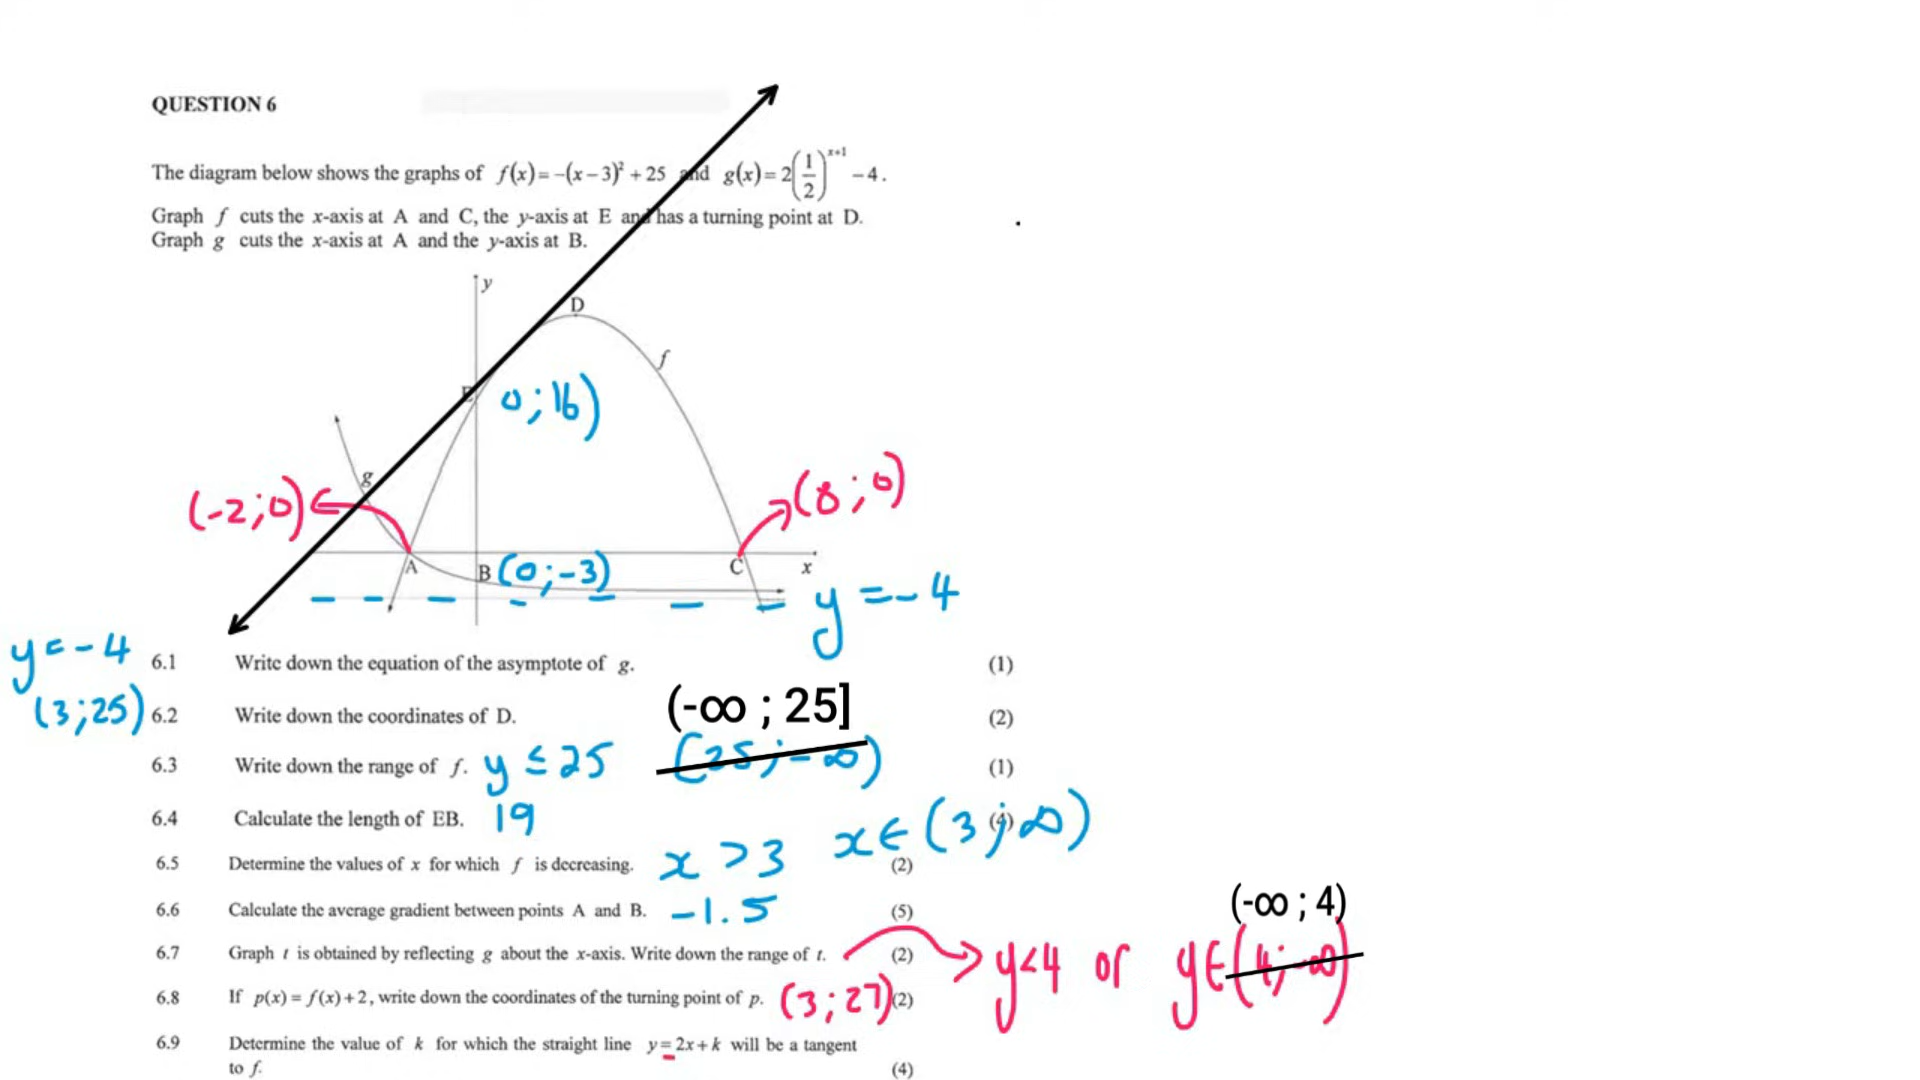 QUESTION 6
The diagram below shows the graphs of f(x) = -(x-3)² + 25 and g(x) = 2(1/2)^(x+1) - 4.
Graph f cuts the x-axis at A and C, the y-axis at E and has a turning point at D.
Graph g cuts the x-axis at A and the y-axis at B.
y
D
f
E 0;16)
g
(-2;0) (8;0)
A B (0;-3) C x
y = -4
y = -4 6.1 Write down the equation of the asymptote of g. (1)
(-∞ ; 25]
(3;25) 6.2 Write down the coordinates of D. (2)
6.3 Write down the range of f. y ≤ 25 (25;-∞) (1)
6.4 Calculate the length of EB. 19 (4)
x ∈ (3;∞)
6.5 Determine the values of x for which f is decreasing. x > 3 (2)
6.6 Calculate the average gradient between points A and B. -1.5 (5)
(-∞ ; 4)
6.7 Graph t is obtained by reflecting g about the x-axis. Write down the range of t. (2) y<4 or y∈(4;-∞)
6.8 If p(x) = f(x)+2, write down the coordinates of the turning point of p. (3;27) (2)
6.9 Determine the value of k for which the straight line y = 2x + k will be a tangent
to f. (4)